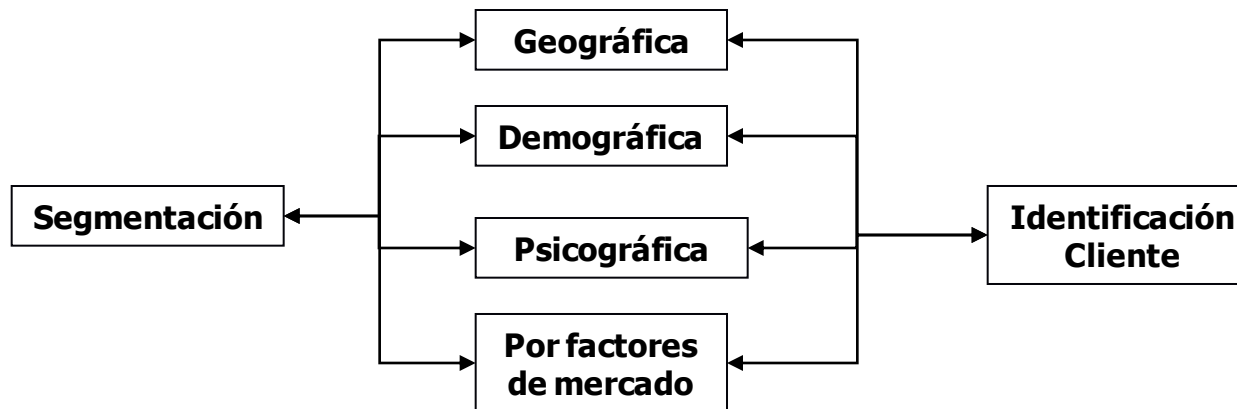 Geográfica
Demográfica
Segmentación
Psicográfica
Identificación
Cliente
Por factores
de mercado